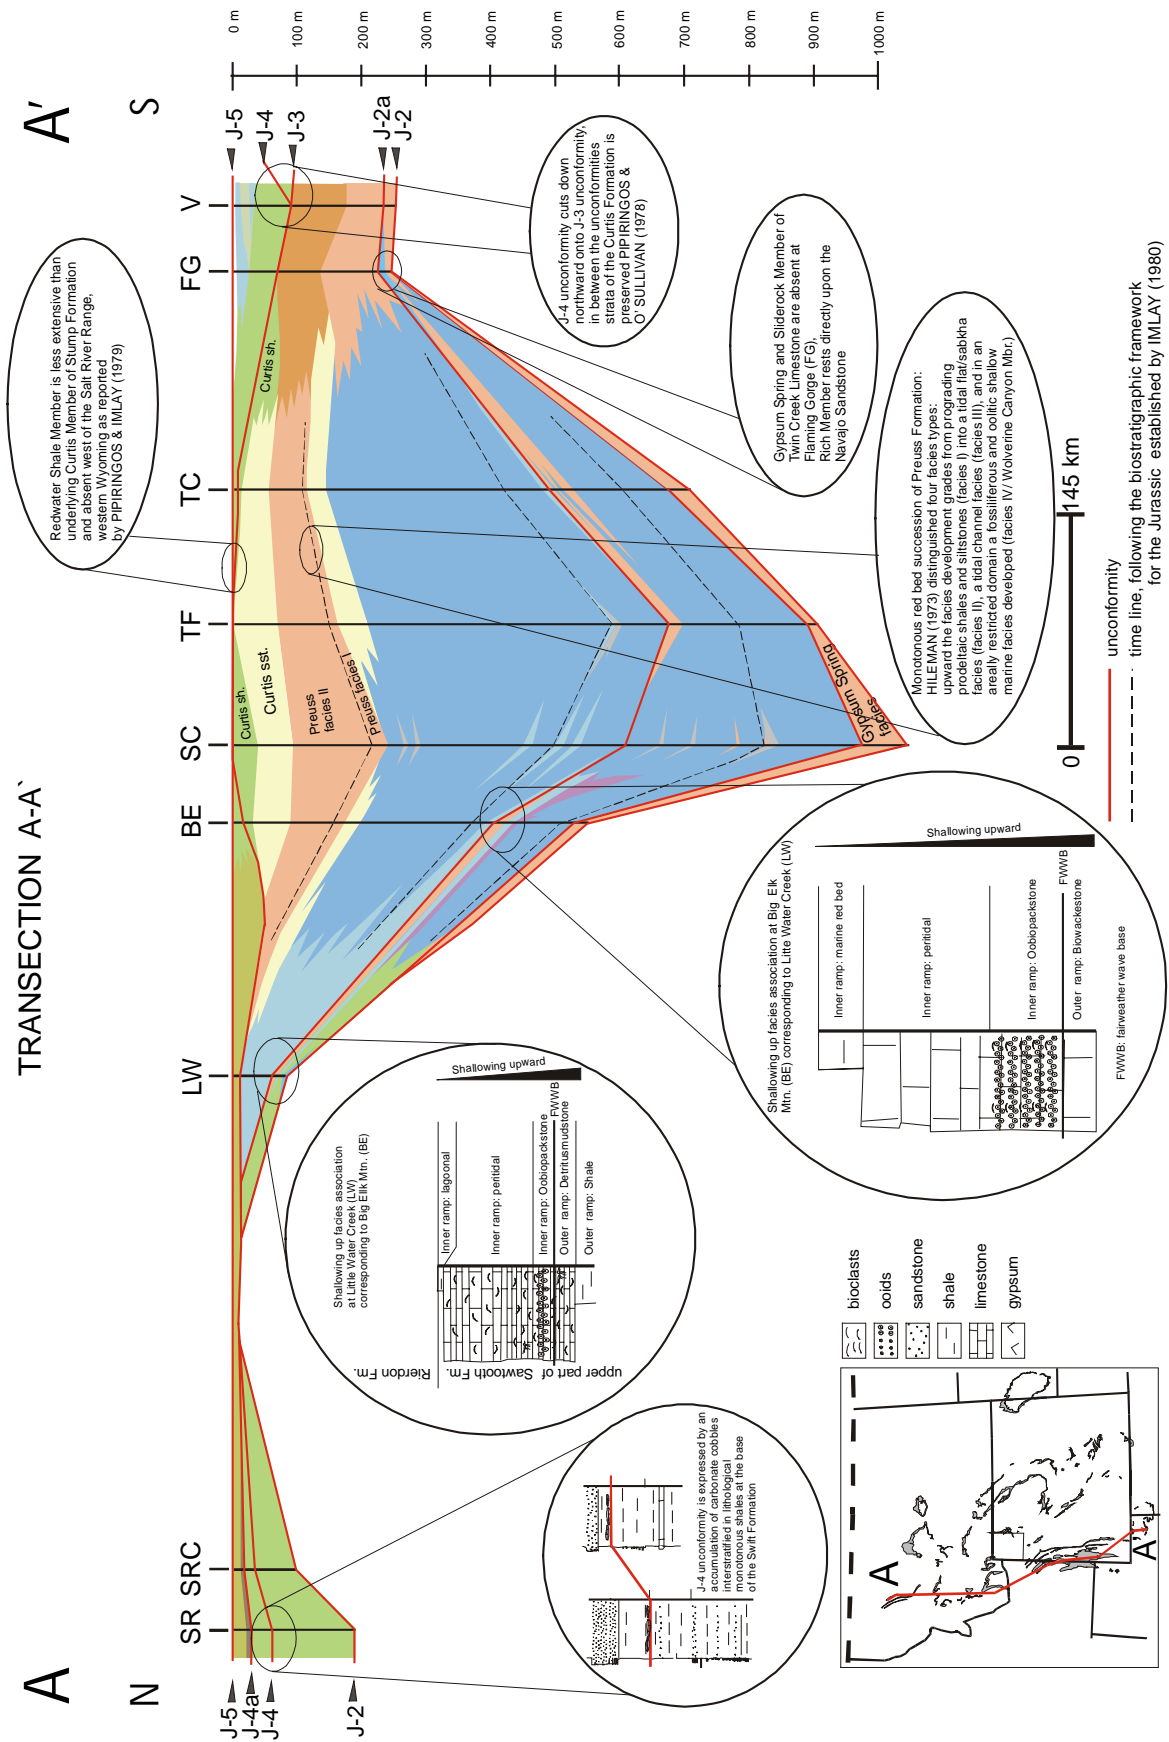 TRANSECTION A-A`
A
A'
N
S
SR
SRC
LW
BE
SC
TF
TC
FG
V
J-5
J-4a
J-4
J-2
J-5
J-4
J-3
J-2a
J-2
0 m
100 m
200 m
300 m
400 m
500 m
600 m
700 m
800 m
900 m
1000 m
Curtis sh.
Curtis sst.
Preuss
facies II
Preuss facies I
Curtis sh.
Gypsum Spring
facies
Redwater Shale Member is less extensive than
underlying Curtis Member of Stump Formation
and absent west of the Salt River Range,
western Wyoming as reported
by PIPIRINGOS & IMLAY (1979)
J-4 unconformity cuts down
northward onto J-3 unconformity,
in between the unconformities
strata of the Curtis Formation is
preserved PIPIRINGOS &
O' SULLIVAN (1978)
Gypsum Spring and Sliderock Member of
Twin Creek Limestone are absent at
Flaming Gorge (FG),
Rich Member rests directly upon the
Navajo Sandstone
Monotonous red bed succession of Preuss Formation:
HILEMAN (1973) distinguished four facies types:
upward the facies development grades from prograding
prodeltaic shales and siltstones (facies I) into a tidal flat/sabkha
facies (facies II), a tidal channel facies (facies III), and in an
areally restricted domain a fossiliferous and oolitic shallow
marine facies developed (facies IV/ Wolverine Canyon Mbr.)
0
145 km
unconformity
time line, following the biostratigraphic framework
for the Jurassic established by IMLAY (1980)
Shallowing up facies association at Big Elk
Mtn. (BE) corresponding to Litte Water Creek (LW)
Shallowing upward
Inner ramp: marine red bed
Inner ramp: peritidal
Inner ramp: Oobiopackstone
FWWB
Outer ramp: Biowackestone
FWWB: fairweather wave base
Shallowing up facies association
at Little Water Creek (LW)
corresponding to Big Ellk Mtn. (BE)
Shallowing upward
Inner ramp: lagoonal
Inner ramp: peritidal
Inner ramp: Oobiopackstone
FWWB
Outer ramp: Detritusmudstone
Outer ramp: Shale
Rierdon Fm.
upper part of Sawtooth Fm.
J-4 unconformity is expressed by an
accumulation of carbonate cobbles
interstratified in lithological
monotonous shales at the base
of the Swift Formation
bioclasts
ooids
sandstone
shale
limestone
gypsum
A
A'